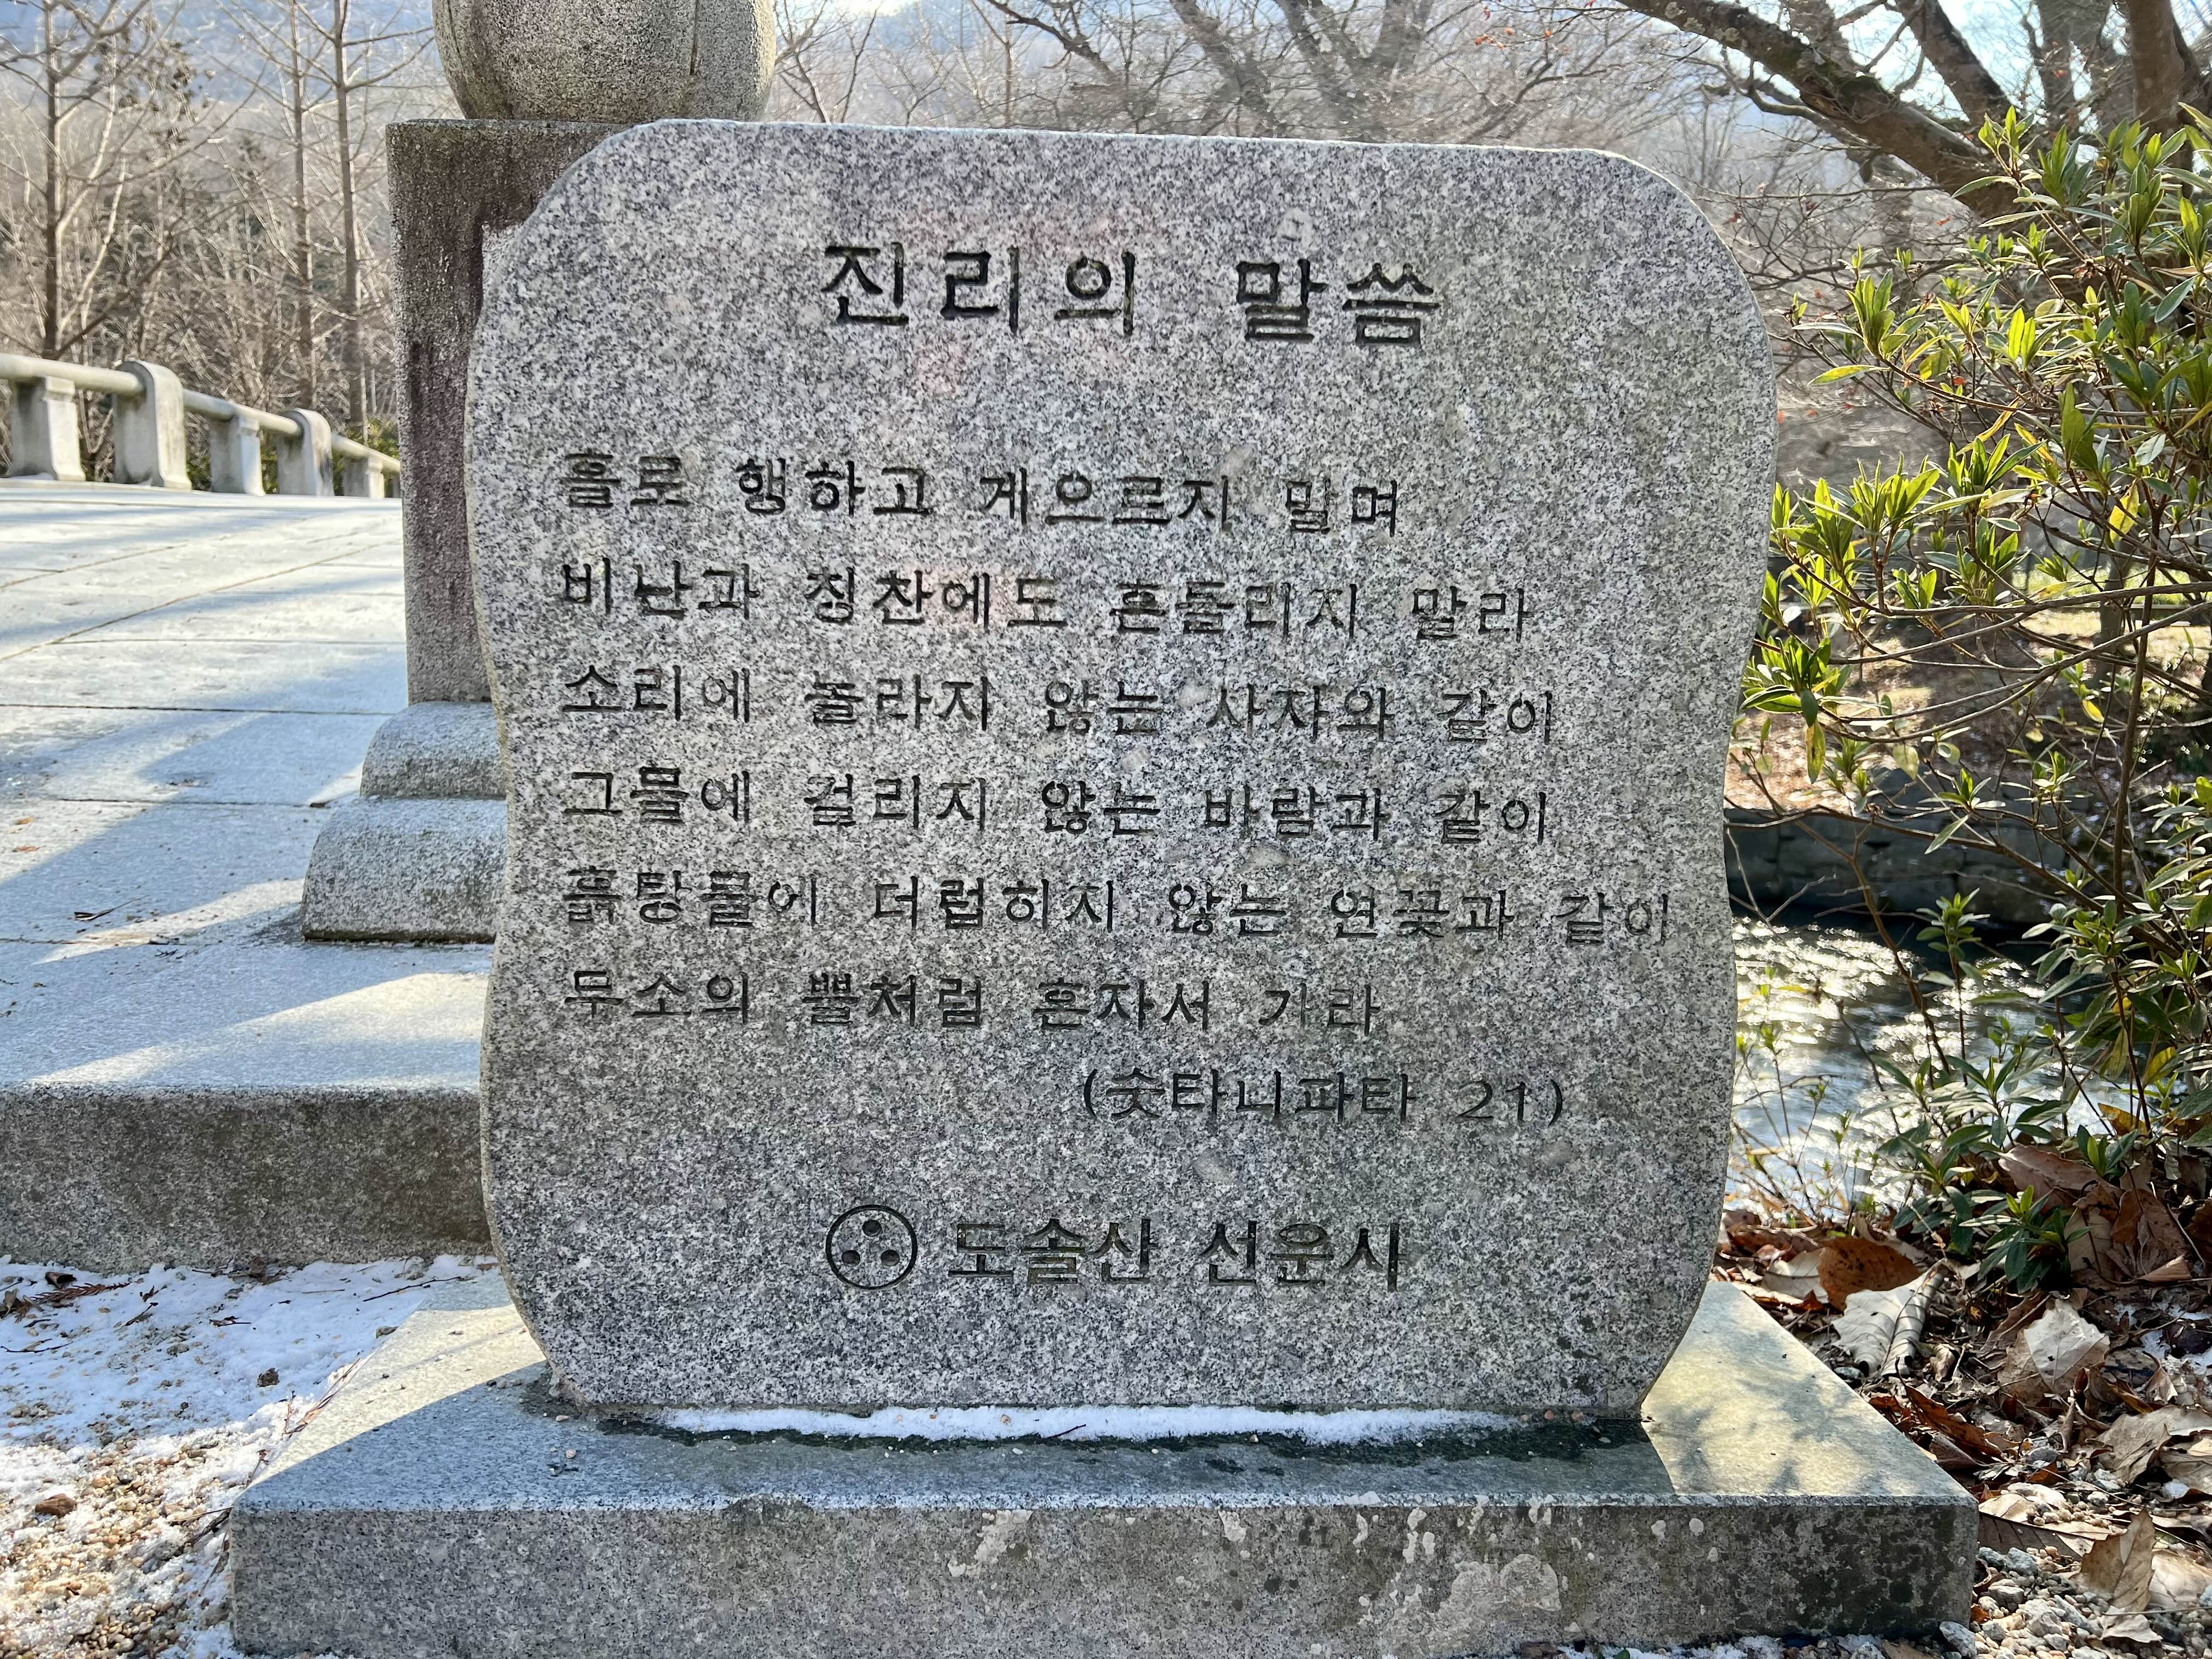 진리의 말씀
홀로 행하고 게으르지 말며
비난과 칭찬에도 흔들리지 말라
소리에 놀라지 않는 사자와 같이
그물에 걸리지 않는 바람과 같이
흙탕물에 더럽히지 않는 연꽃과 같이
무소의 뿔처럼 혼자서 가라
(숫타니파타 21)
도솔산 선운사